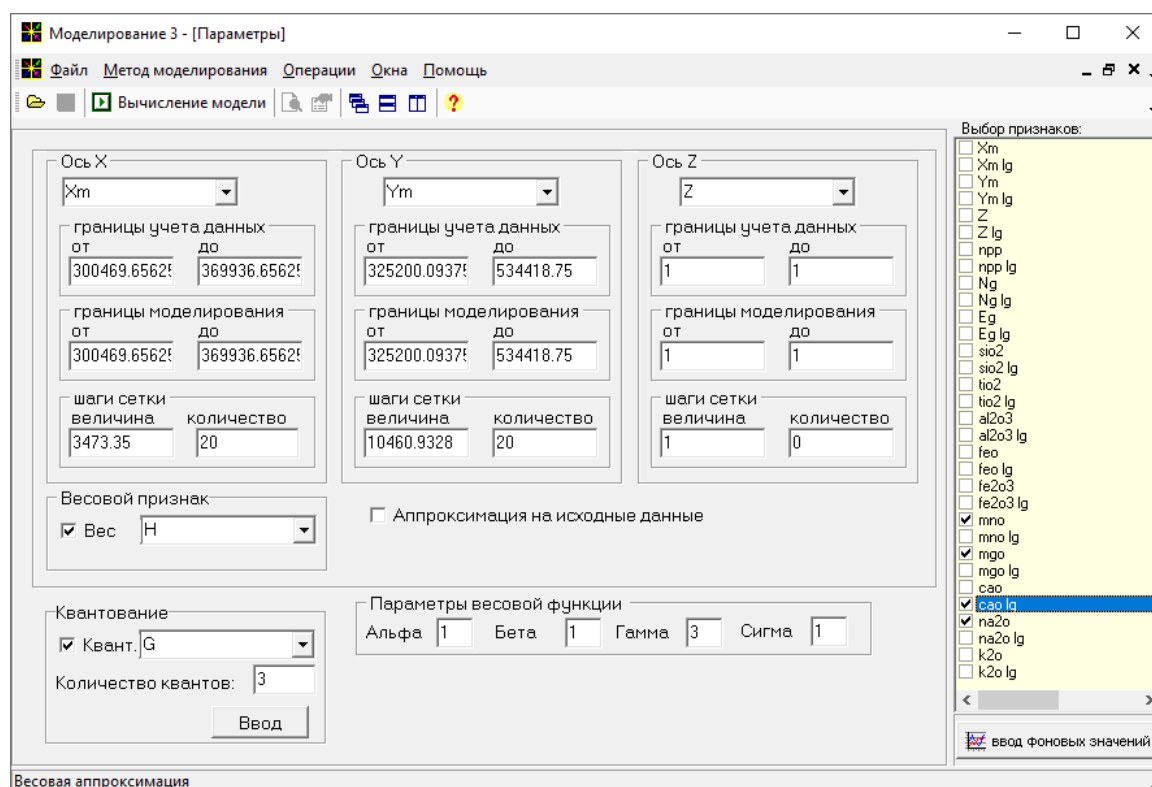 Моделирование 3 - [Параметры]
Файл Метод моделирования Операции Окна Помощь
Вычисление модели
Ось X
Xm
границы учета данных
от до
300469.65625 369936.65625
границы моделирования
от до
300469.65625 369936.65625
шаги сетки
величина количество
3473.35 20
Ось Y
Ym
границы учета данных
от до
325200.09375 534418.75
границы моделирования
от до
325200.09375 534418.75
шаги сетки
величина количество
10460.9328 20
Ось Z
Z
границы учета данных
от до
1 1
границы моделирования
от до
1 1
шаги сетки
величина количество
1 0
Весовой признак
Вес H
Аппроксимация на исходные данные
Квантование
Квант. G
Количество квантов: 3
Ввод
Параметры весовой функции
Альфа 1 Бета 1 Гамма 3 Сигма 1
Выбор признаков:
Xm
Xm lg
Ym
Ym lg
Z
Z lg
npp
npp lg
Ng
Ng lg
Eg
Eg lg
sio2
sio2 lg
tio2
tio2 lg
al2o3
al2o3 lg
feo
feo lg
fe2o3
fe2o3 lg
mno
mno lg
mgo
mgo lg
cao
cao lg
na2o
na2o lg
k2o
k2o lg
ввод фоновых значений
Весовая аппроксимация